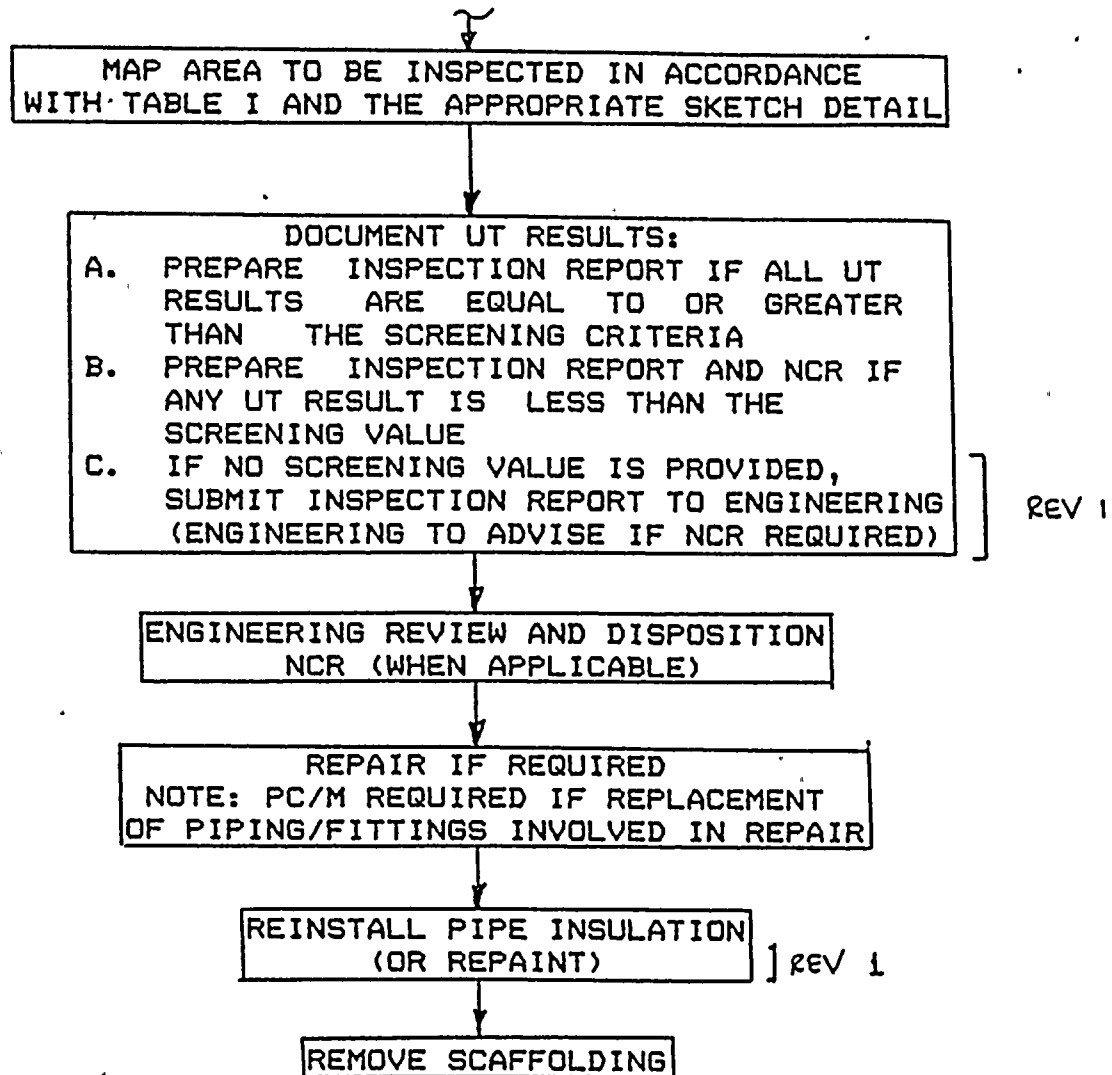 MAP AREA TO BE INSPECTED IN ACCORDANCE
WITH TABLE I AND THE APPROPRIATE SKETCH DETAIL
DOCUMENT UT RESULTS:
A. PREPARE INSPECTION REPORT IF ALL UT
RESULTS ARE EQUAL TO OR GREATER
THAN THE SCREENING CRITERIA
B. PREPARE INSPECTION REPORT AND NCR IF
ANY UT RESULT IS LESS THAN THE
SCREENING VALUE
C. IF NO SCREENING VALUE IS PROVIDED,
SUBMIT INSPECTION REPORT TO ENGINEERING
(ENGINEERING TO ADVISE IF NCR REQUIRED)
REV 1
ENGINEERING REVIEW AND DISPOSITION
NCR (WHEN APPLICABLE)
REPAIR IF REQUIRED
NOTE: PC/M REQUIRED IF REPLACEMENT
OF PIPING/FITTINGS INVOLVED IN REPAIR
REINSTALL PIPE INSULATION
(OR REPAINT)
REV 1
REMOVE SCAFFOLDING